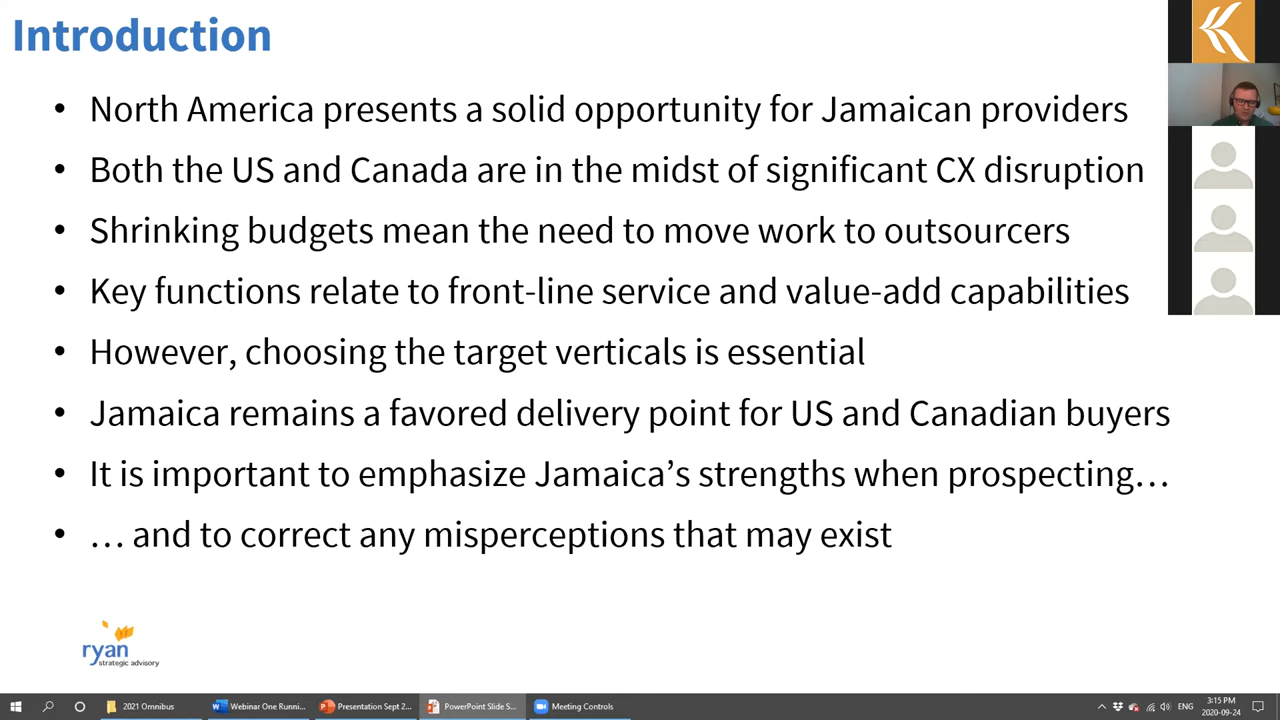 Introduction
• North America presents a solid opportunity for Jamaican providers
• Both the US and Canada are in the midst of significant CX disruption
• Shrinking budgets mean the need to move work to outsourcers
• Key functions relate to front-line service and value-add capabilities
• However, choosing the target verticals is essential
• Jamaica remains a favored delivery point for US and Canadian buyers
• It is important to emphasize Jamaica's strengths when prospecting…
• … and to correct any misperceptions that may exist
ryan
strategic advisory
2021 Omnibus
Webinar One Runni...
Presentation Sept 2...
PowerPoint Slide S...
Meeting Controls
ENG
3:15 PM
2020-09-24